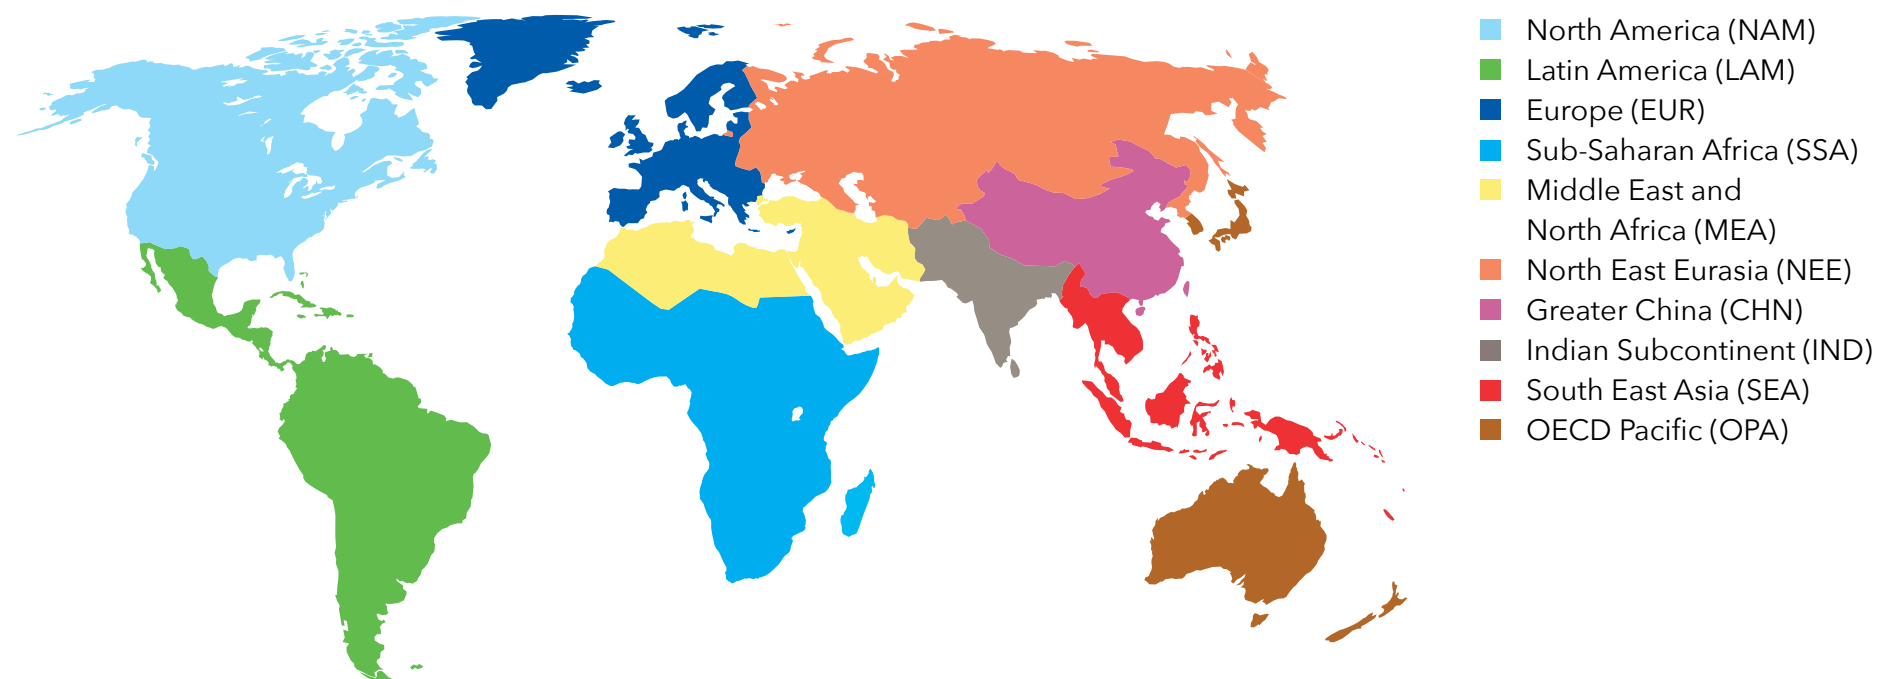 North America (NAM)
Latin America (LAM)
Europe (EUR)
Sub-Saharan Africa (SSA)
Middle East and
North Africa (MEA)
North East Eurasia (NEE)
Greater China (CHN)
Indian Subcontinent (IND)
South East Asia (SEA)
OECD Pacific (OPA)